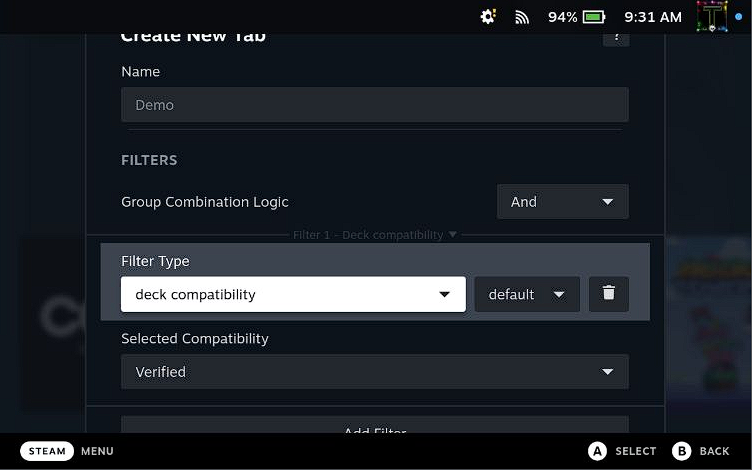 94% 9:31 AM
Create New Tab ?
Name
Demo
FILTERS
Group Combination Logic And
Filter 1 - Deck compatibility
Filter Type
deck compatibility default
Selected Compatibility
Verified
Add Filter
STEAM MENU A SELECT B BACK